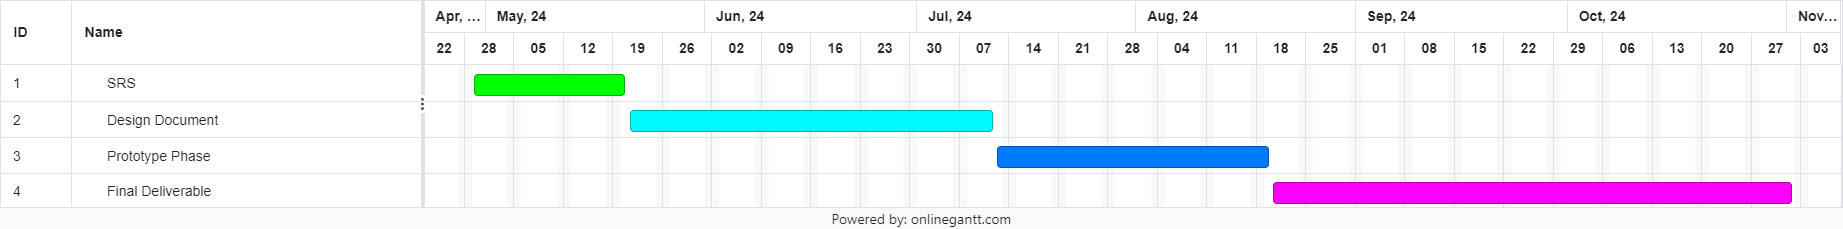 ID Name Apr, ... May, 24 Jun, 24 Jul, 24 Aug, 24 Sep, 24 Oct, 24 Nov...
22 28 05 12 19 26 02 09 16 23 30 07 14 21 28 04 11 18 25 01 08 15 22 29 06 13 20 27 03
1 SRS
2 Design Document
3 Prototype Phase
4 Final Deliverable
Powered by: onlinegantt.com